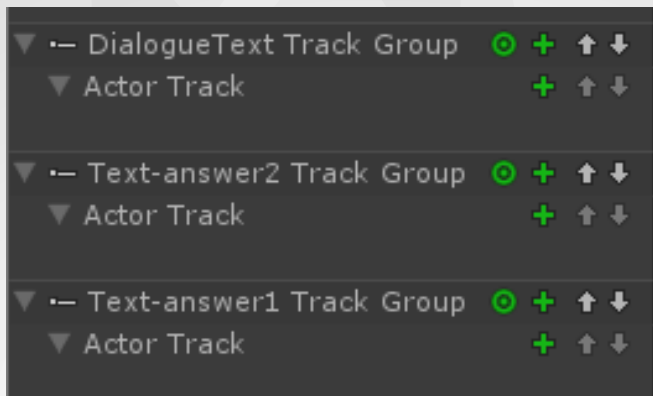 DialogueText Track Group
Actor Track
Text-answer2 Track Group
Actor Track
Text-answer1 Track Group
Actor Track